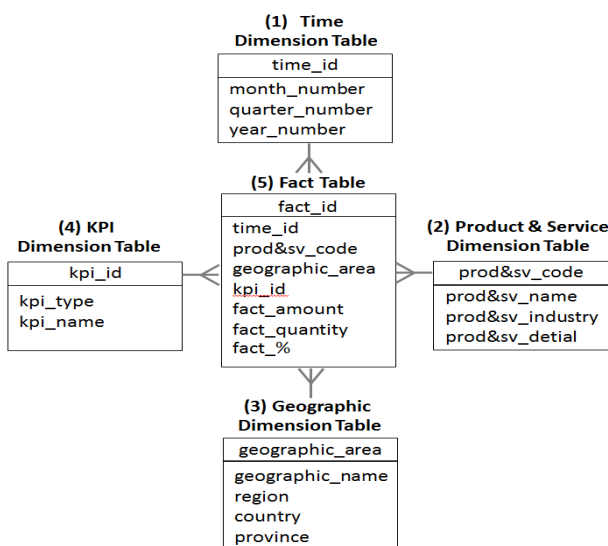 (1) Time
Dimension Table
time_id
month_number
quarter_number
year_number
(5) Fact Table
fact_id
time_id
prod&sv_code
geographic_area
kpi_id
fact_amount
fact_quantity
fact_%
(4) KPI
Dimension Table
kpi_id
kpi_type
kpi_name
(2) Product & Service
Dimension Table
prod&sv_code
prod&sv_name
prod&sv_industry
prod&sv_detial
(3) Geographic
Dimension Table
geographic_area
geographic_name
region
country
province